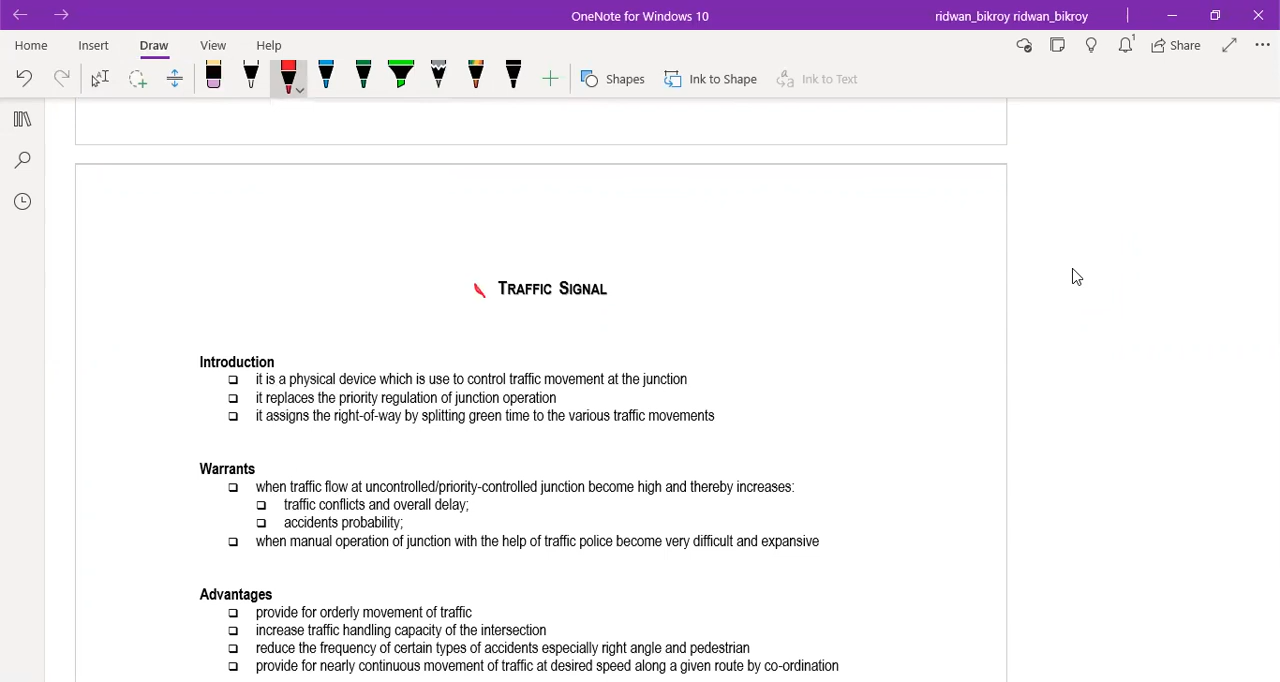 OneNote for Windows 10
ridwan_bikroy ridwan_bikroy
Home Insert Draw View Help
1
Share
Shapes Ink to Shape Ink to Text
TRAFFIC SIGNAL
Introduction
it is a physical device which is use to control traffic movement at the junction
it replaces the priority regulation of junction operation
it assigns the right-of-way by splitting green time to the various traffic movements
Warrants
when traffic flow at uncontrolled/priority-controlled junction become high and thereby increases:
traffic conflicts and overall delay;
accidents probability;
when manual operation of junction with the help of traffic police become very difficult and expansive
Advantages
provide for orderly movement of traffic
increase traffic handling capacity of the intersection
reduce the frequency of certain types of accidents especially right angle and pedestrian
provide for nearly continuous movement of traffic at desired speed along a given route by co-ordination